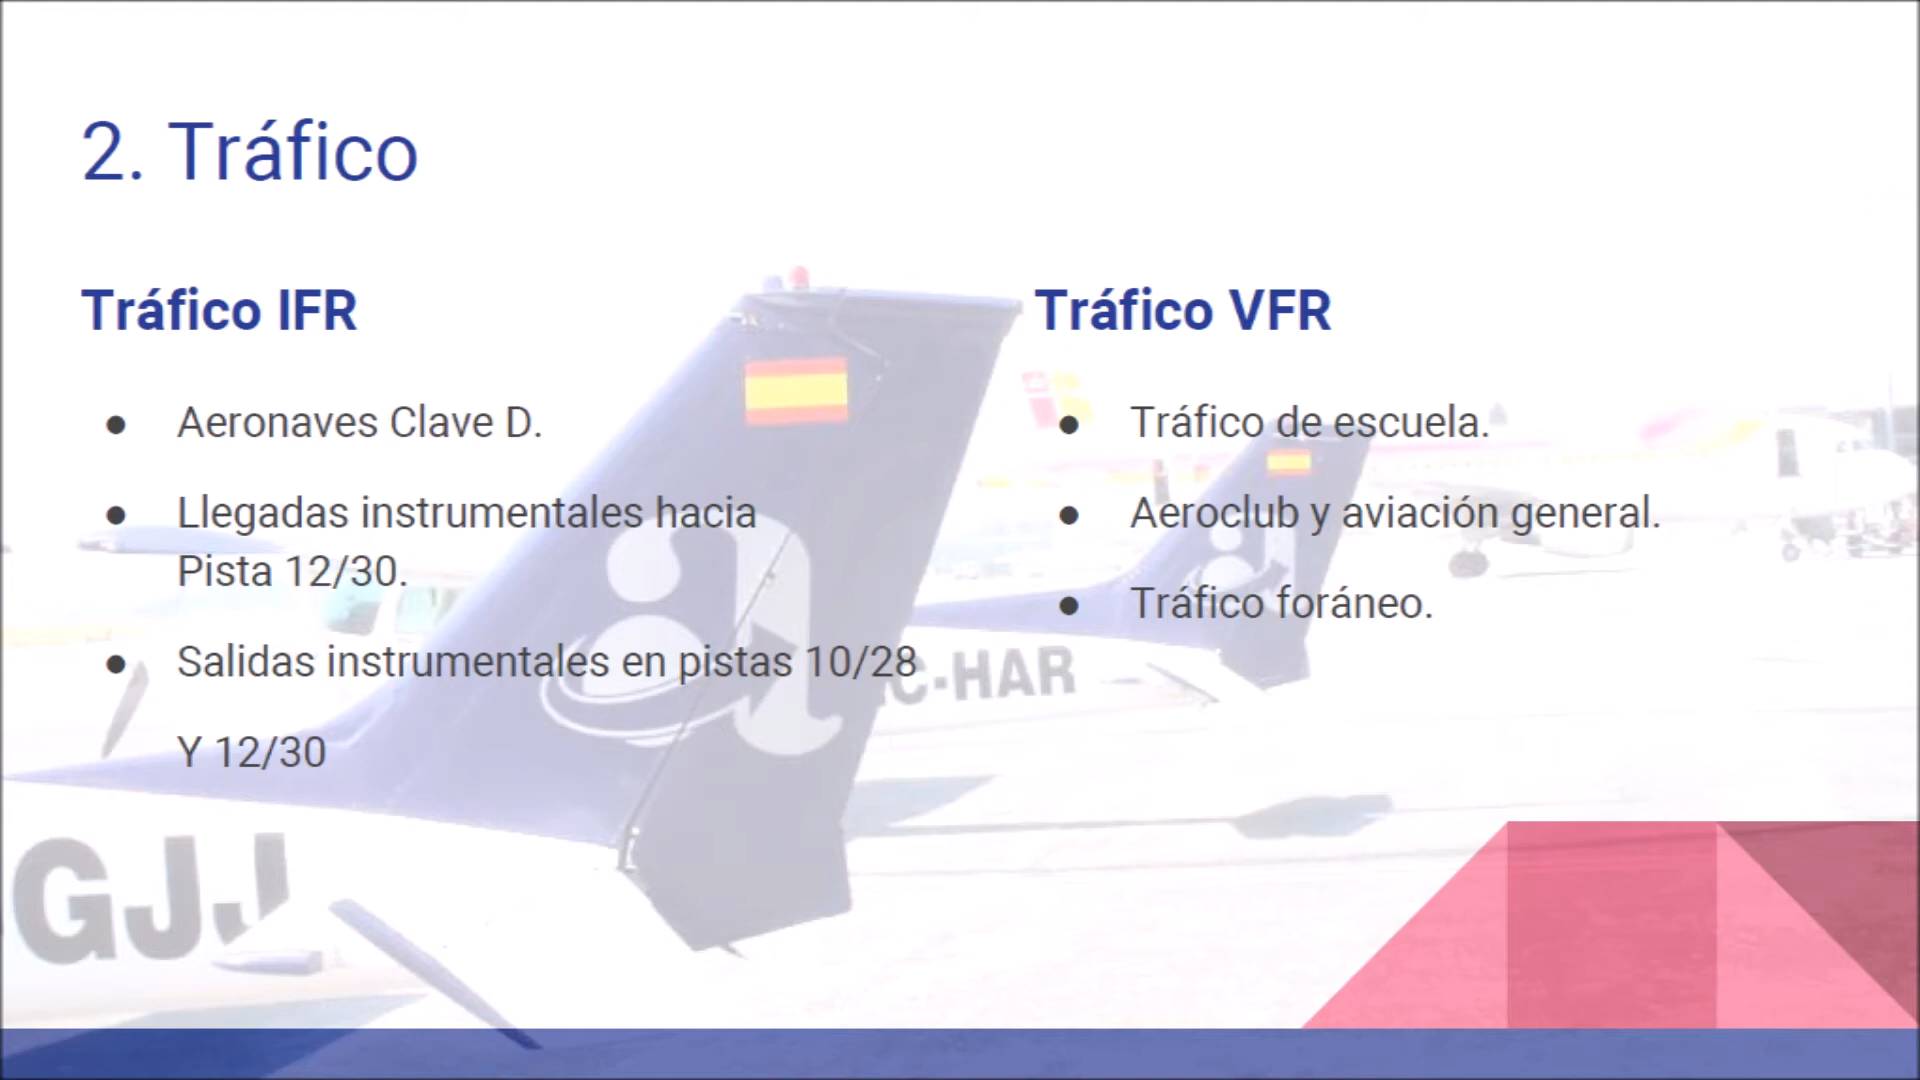 2. Tráfico
Tráfico IFR
● Aeronaves Clave D.
● Llegadas instrumentales hacia
Pista 12/30.
● Salidas instrumentales en pistas 10/28
Y 12/30
Tráfico VFR
● Tráfico de escuela.
● Aeroclub y aviación general.
● Tráfico foráneo.
a
a
C-HAR
GJJ